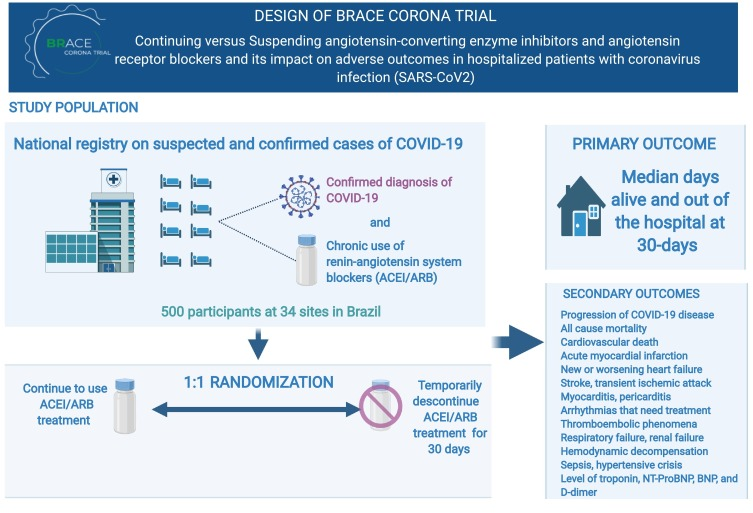 DESIGN OF BRACE CORONA TRIAL
BRACE
CORONA TRIAL
Continuing versus Suspending angiotensin-converting enzyme inhibitors and angiotensin
receptor blockers and its impact on adverse outcomes in hospitalized patients with coronavirus
infection (SARS-CoV2)
STUDY POPULATION
National registry on suspected and confirmed cases of COVID-19
Confirmed diagnosis of
COVID-19
and
Chronic use of
renin-angiotensin system
blockers (ACEI/ARB)
500 participants at 34 sites in Brazil
1:1 RANDOMIZATION
Continue to use
ACEI/ARB
treatment
Temporarily
descontinue
ACEI/ARB
treatment for
30 days
PRIMARY OUTCOME
Median days
alive and out of
the hospital at
30-days
SECONDARY OUTCOMES
Progression of COVID-19 disease
All cause mortality
Cardiovascular death
Acute myocardial infarction
New or worsening heart failure
Stroke, transient ischemic attack
Myocarditis, pericarditis
Arrhythmias that need treatment
Thromboembolic phenomena
Respiratory failure, renal failure
Hemodynamic decompensation
Sepsis, hypertensive crisis
Level of troponin, NT-ProBNP, BNP, and
D-dimer